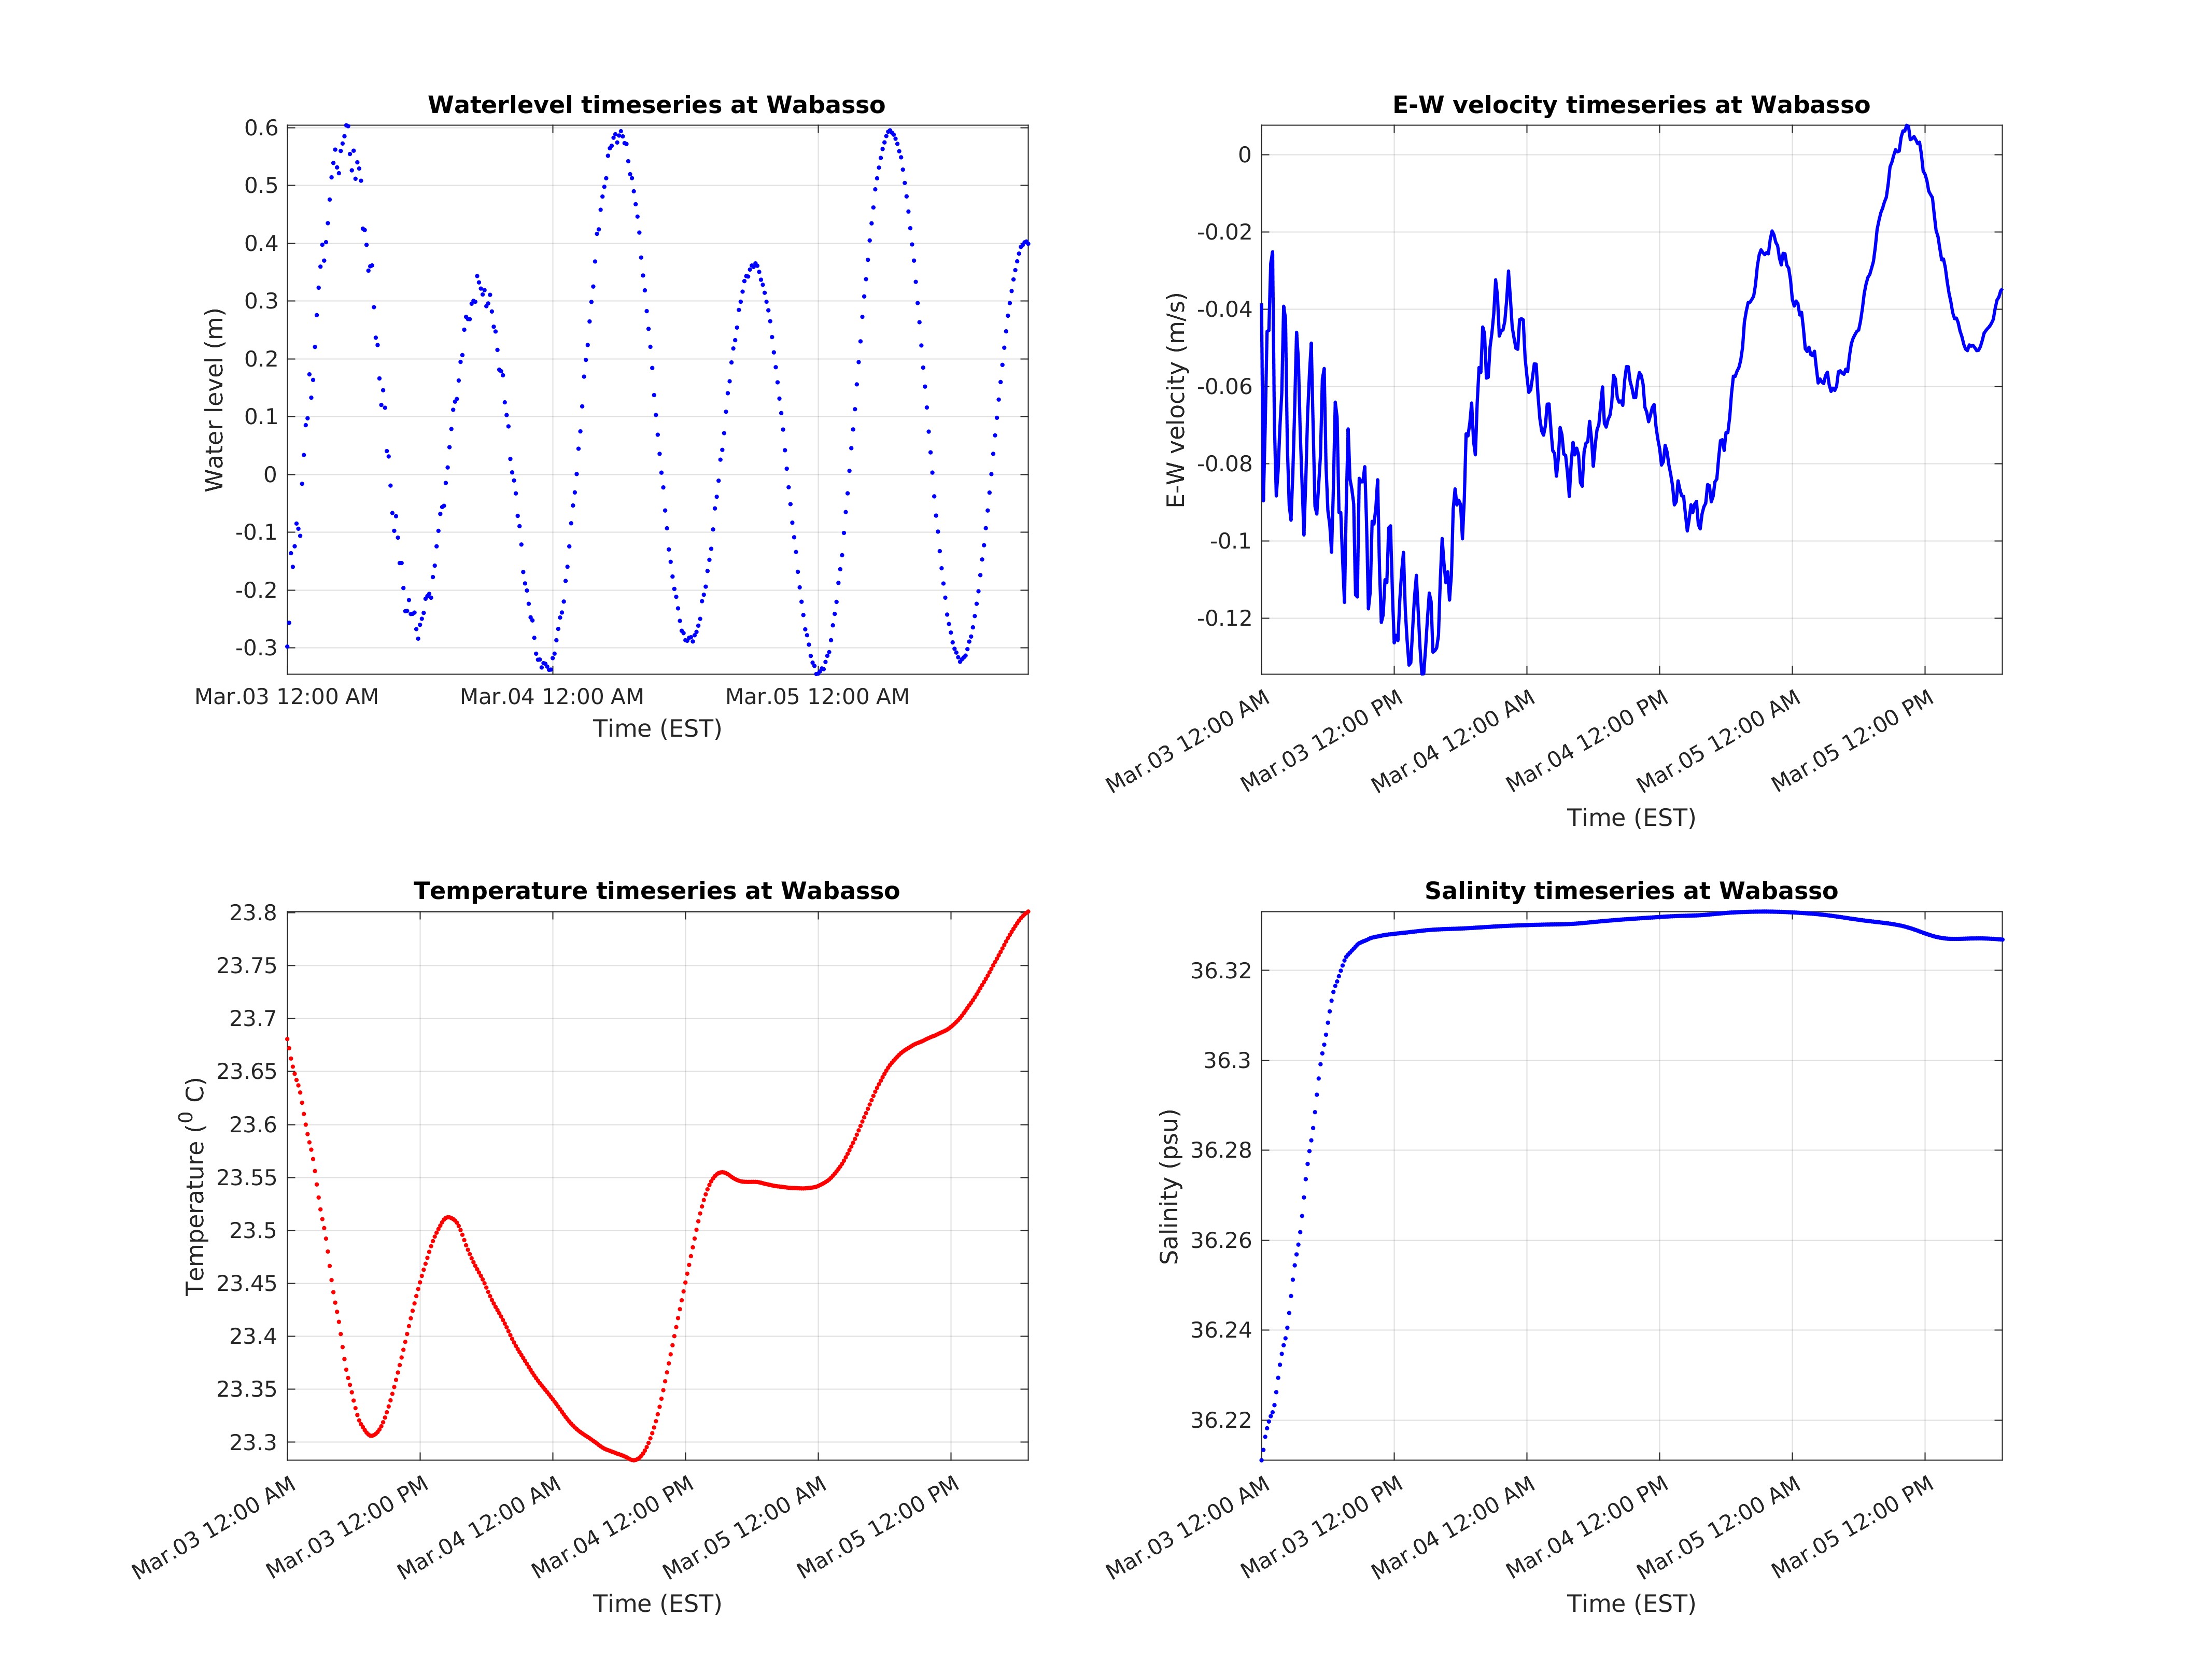 Waterlevel timeseries at Wabasso
0.6
0.5
0.4
0.3
0.2
0.1
0
-0.1
-0.2
-0.3
Water level (m)
Mar.03 12:00 AM
Mar.04 12:00 AM
Mar.05 12:00 AM
Time (EST)
E-W velocity timeseries at Wabasso
0
-0.02
-0.04
-0.06
-0.08
-0.1
-0.12
E-W velocity (m/s)
Mar.03 12:00 AM
Mar.03 12:00 PM
Mar.04 12:00 AM
Mar.04 12:00 PM
Mar.05 12:00 AM
Mar.05 12:00 PM
Time (EST)
Temperature timeseries at Wabasso
23.8
23.75
23.7
23.65
23.6
23.55
23.5
23.45
23.4
23.35
23.3
Temperature (⁰ C)
Mar.03 12:00 AM
Mar.03 12:00 PM
Mar.04 12:00 AM
Mar.04 12:00 PM
Mar.05 12:00 AM
Mar.05 12:00 PM
Time (EST)
Salinity timeseries at Wabasso
36.32
36.3
36.28
36.26
36.24
36.22
Salinity (psu)
Mar.03 12:00 AM
Mar.03 12:00 PM
Mar.04 12:00 AM
Mar.04 12:00 PM
Mar.05 12:00 AM
Mar.05 12:00 PM
Time (EST)